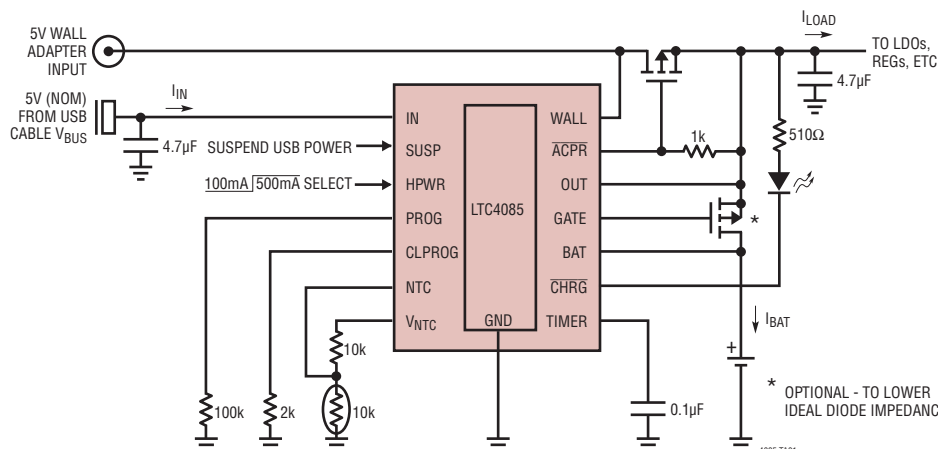 5V WALL
ADAPTER
INPUT
5V (NOM)
FROM USB
CABLE VBUS
IIN
4.7µF
SUSPEND USB POWER
100mA 500mA SELECT
IN
SUSP
HPWR
PROG
CLPROG
NTC
VNTC
LTC4085
GND
WALL
ACPR
OUT
GATE
BAT
CHRG
TIMER
1k
ILOAD
TO LDOs,
REGs, ETC
4.7µF
510Ω
*
IBAT
+
100k
2k
10k
10k
0.1µF
* OPTIONAL - TO LOWER
IDEAL DIODE IMPEDANC